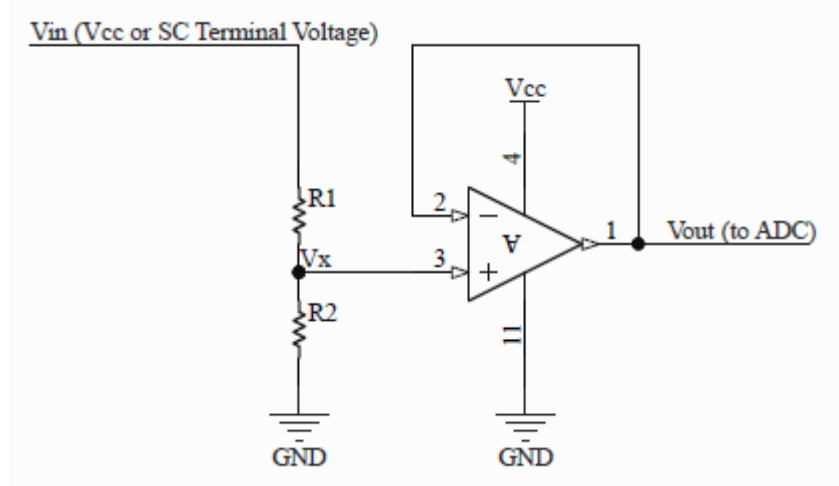 Vin (Vcc or SC Terminal Voltage)
Vcc
4
R1
2
−
A
1
Vout (to ADC)
Vx
3
+
R2
11
GND
GND